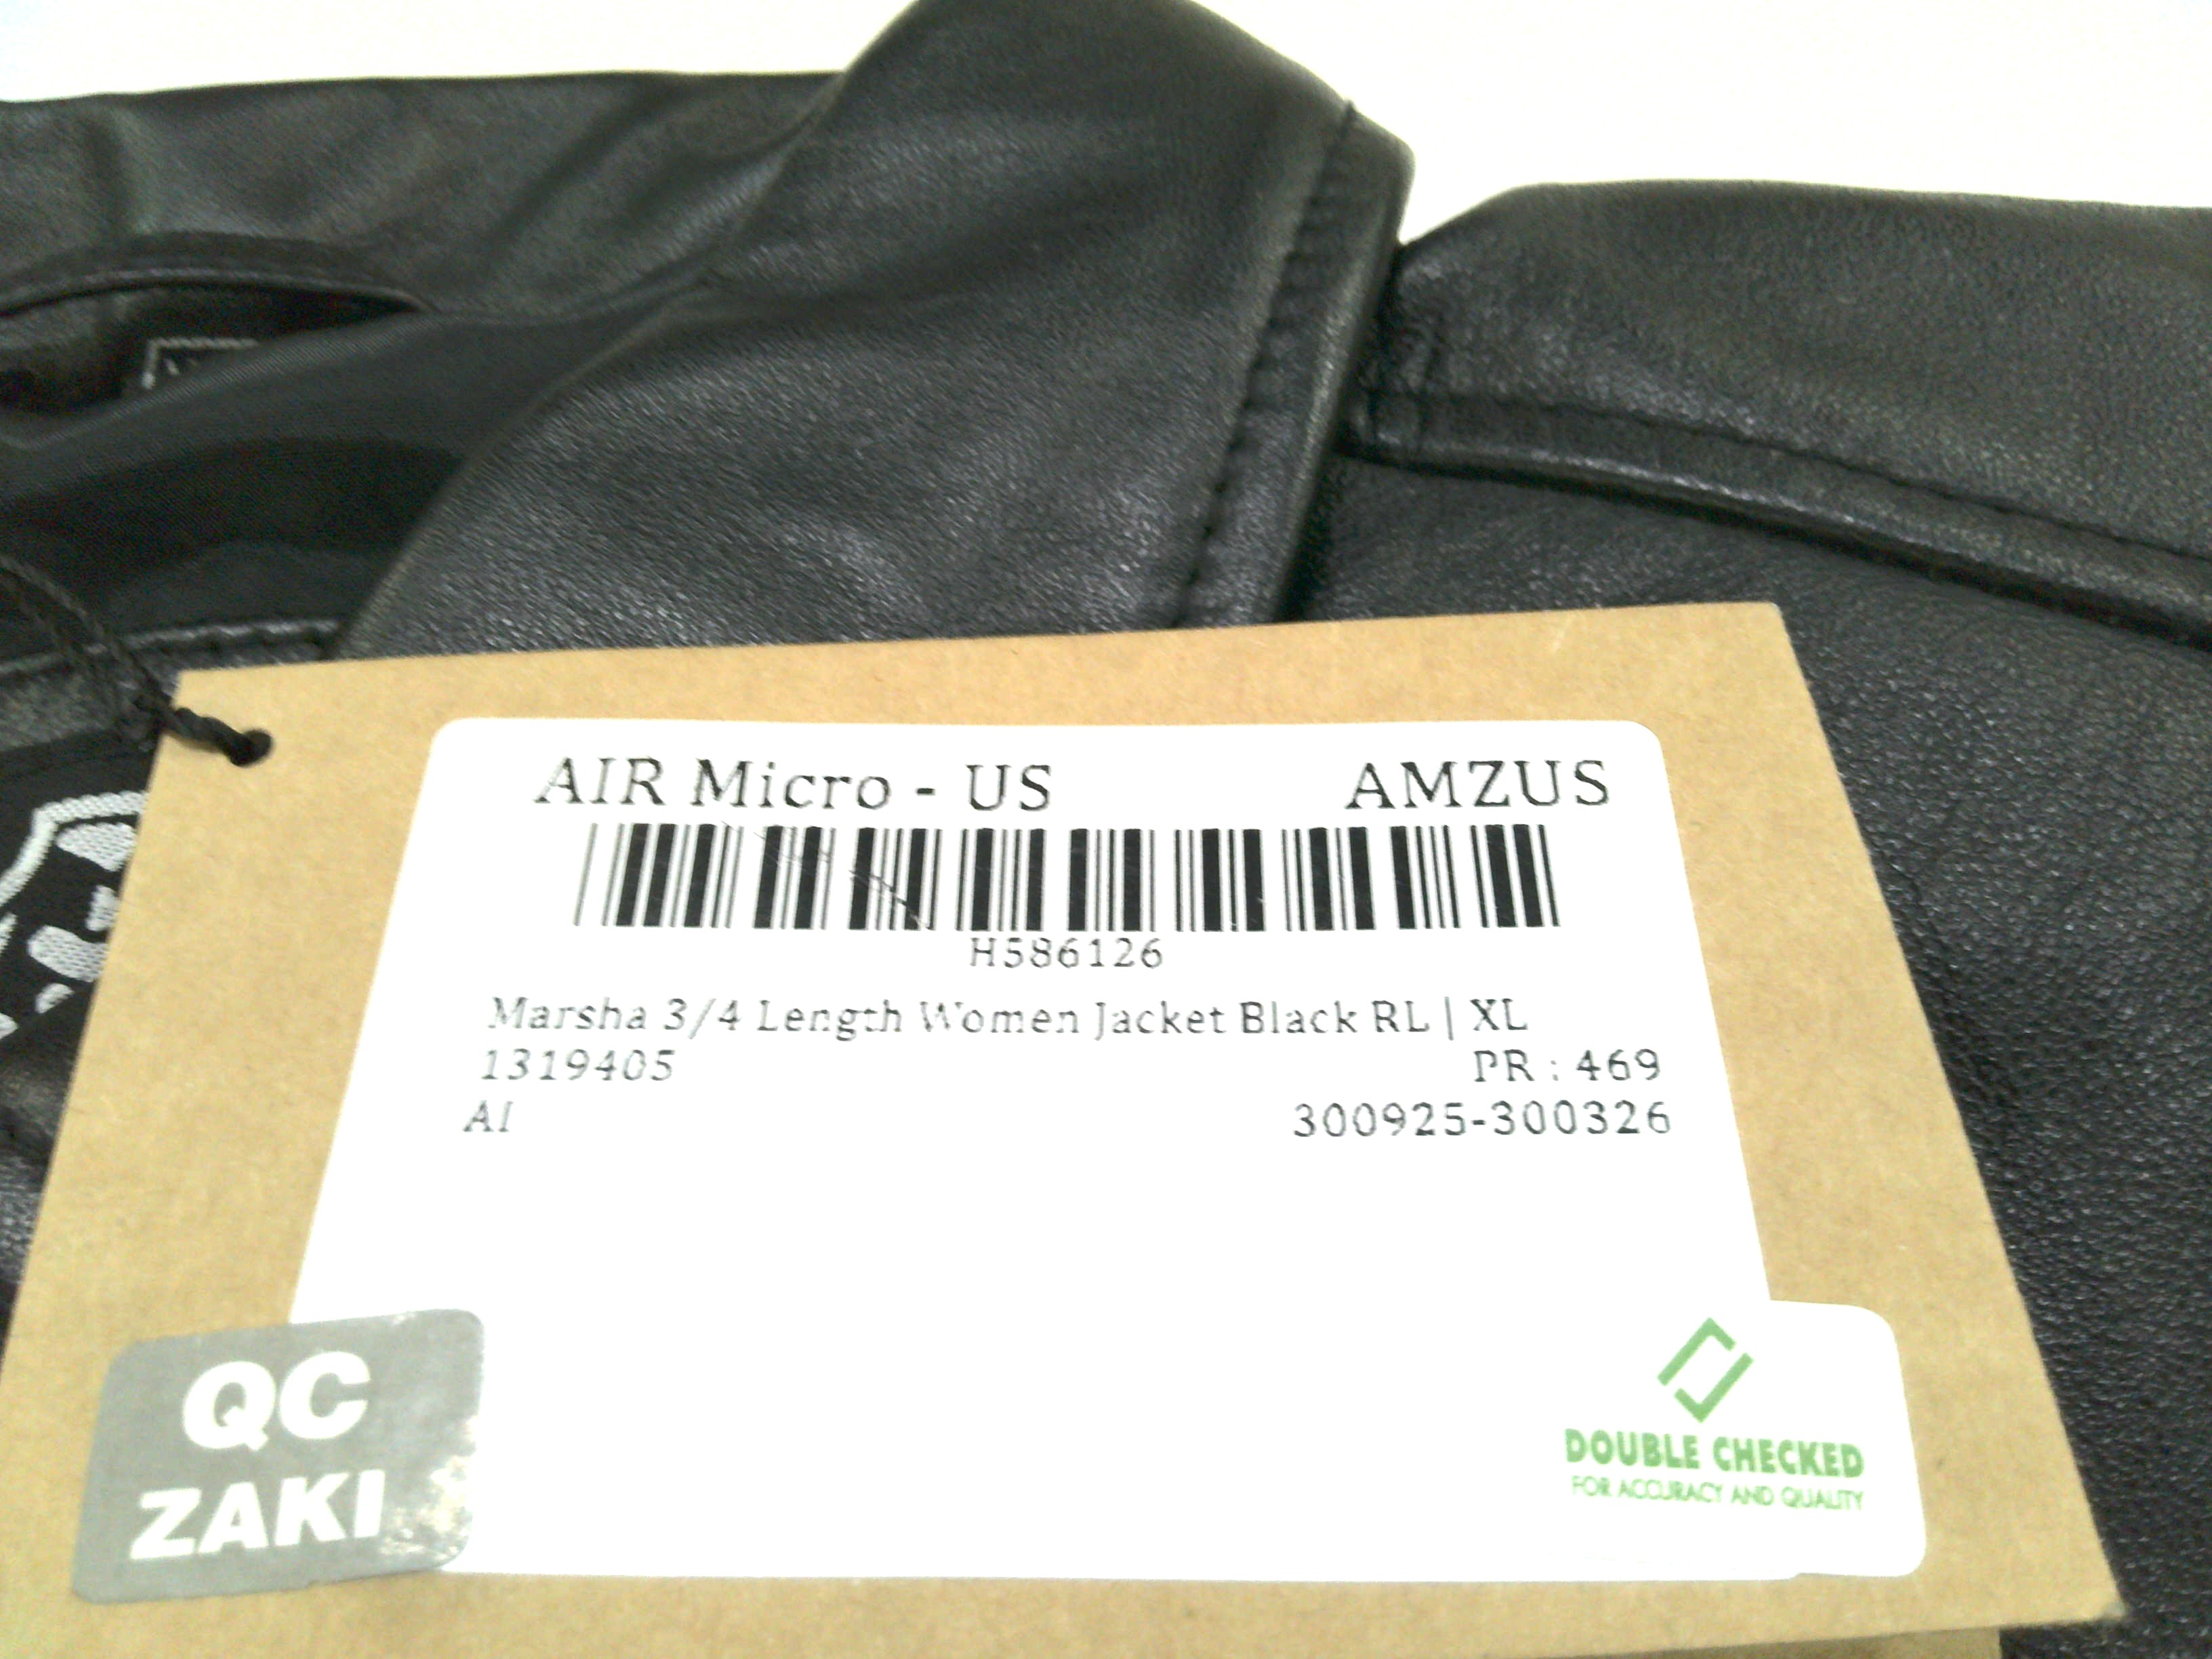 AIR Micro - US AMZUS
H586126
Marsha 3/4 Length Women Jacket Black RL | XL
1319405 PR : 469
AI 300925-300326
QC
ZAKI
DOUBLE CHECKED
FOR ACCURACY AND QUALITY